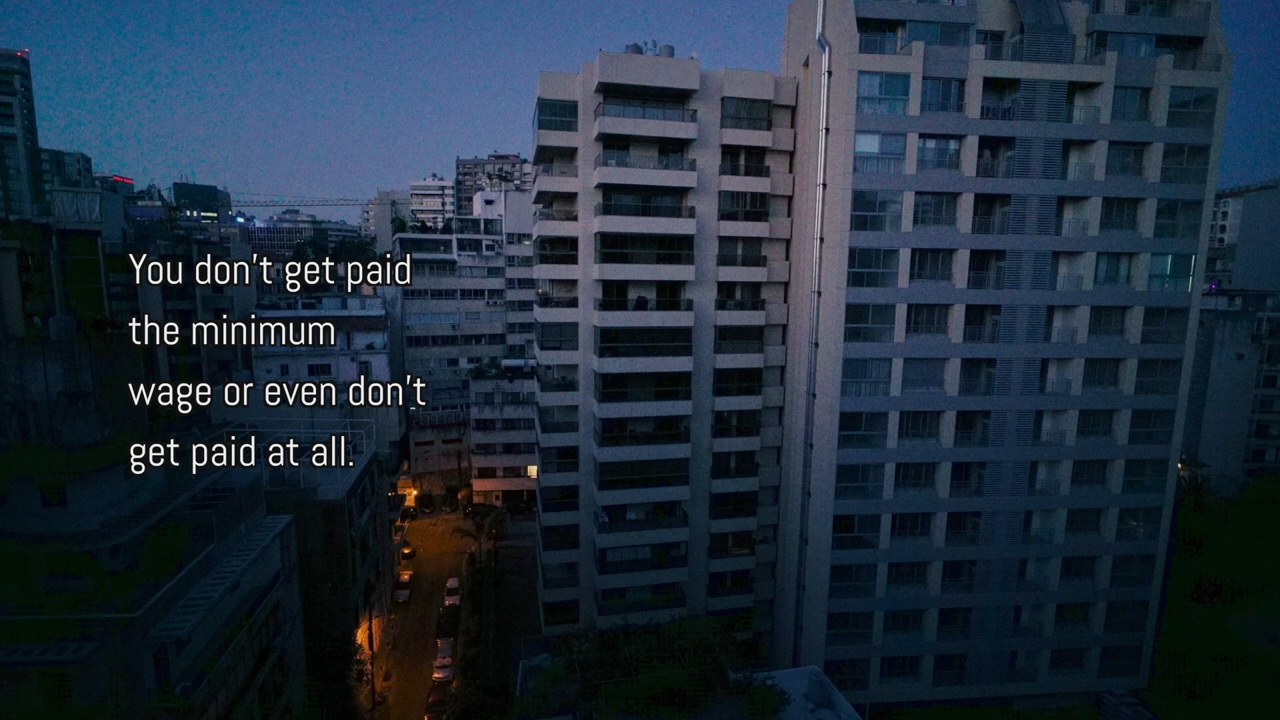 You don't get paid
the minimum
wage or even don't
get paid at all.